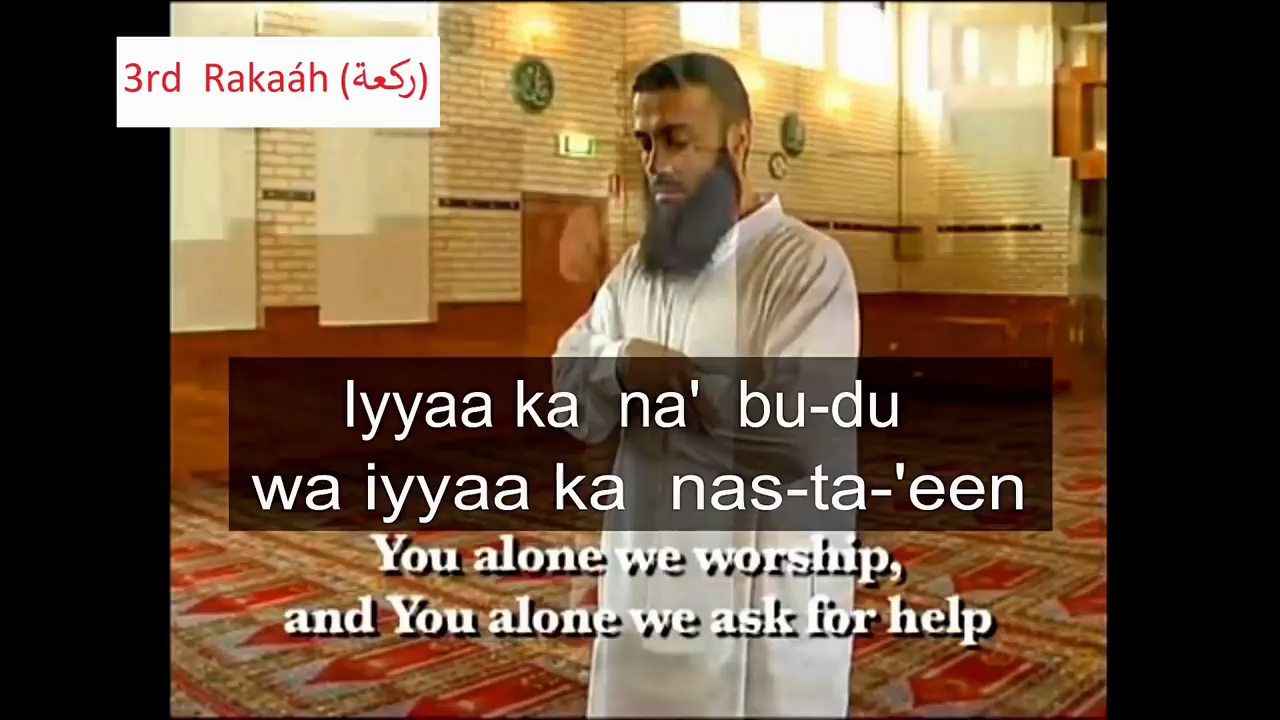 3rd Rakaáh (ركعة)
Iyyaa ka na' bu-du
wa iyyaa ka nas-ta-'een
You alone we worship,
and You alone we ask for help